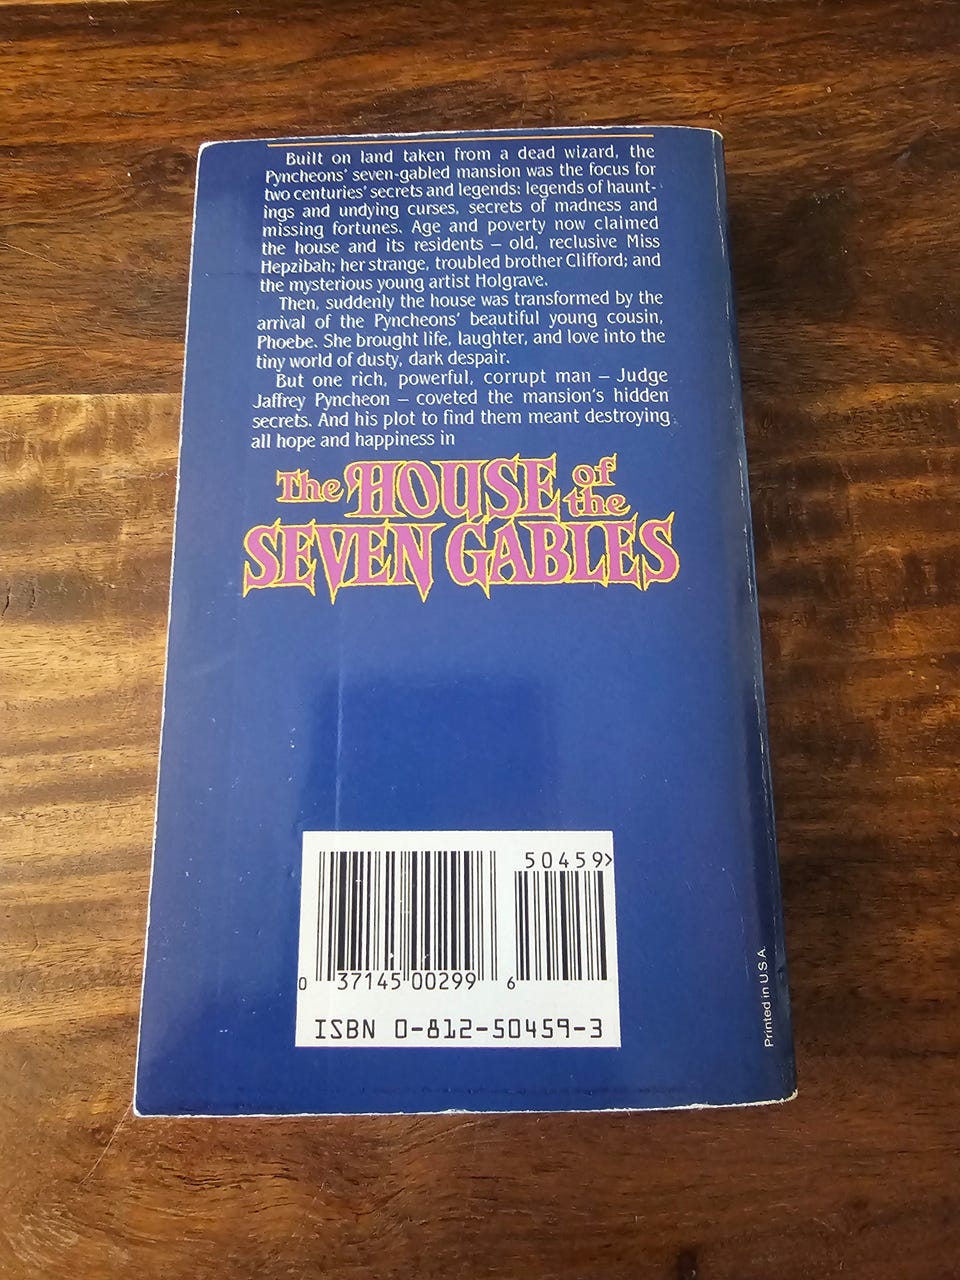 Built on land taken from a dead wizard, the
Pyncheons' seven-gabled mansion was the focus for
two centuries' secrets and legends: legends of haunt-
ings and undying curses, secrets of madness and
missing fortunes. Age and poverty now claimed
the house and its residents – old, reclusive Miss
Hepzibah; her strange, troubled brother Clifford; and
the mysterious young artist Holgrave.
Then, suddenly the house was transformed by the
arrival of the Pyncheons' beautiful young cousin,
Phoebe. She brought life, laughter, and love into the
tiny world of dusty, dark despair.
But one rich, powerful, corrupt man – Judge
Jaffrey Pyncheon – coveted the mansion's hidden
secrets. And his plot to find them meant destroying
all hope and happiness in
The HOUSE of the
SEVEN GABLES
50459>
0 37145 00299 6
ISBN 0-812-50459-3
Printed in U.S.A.